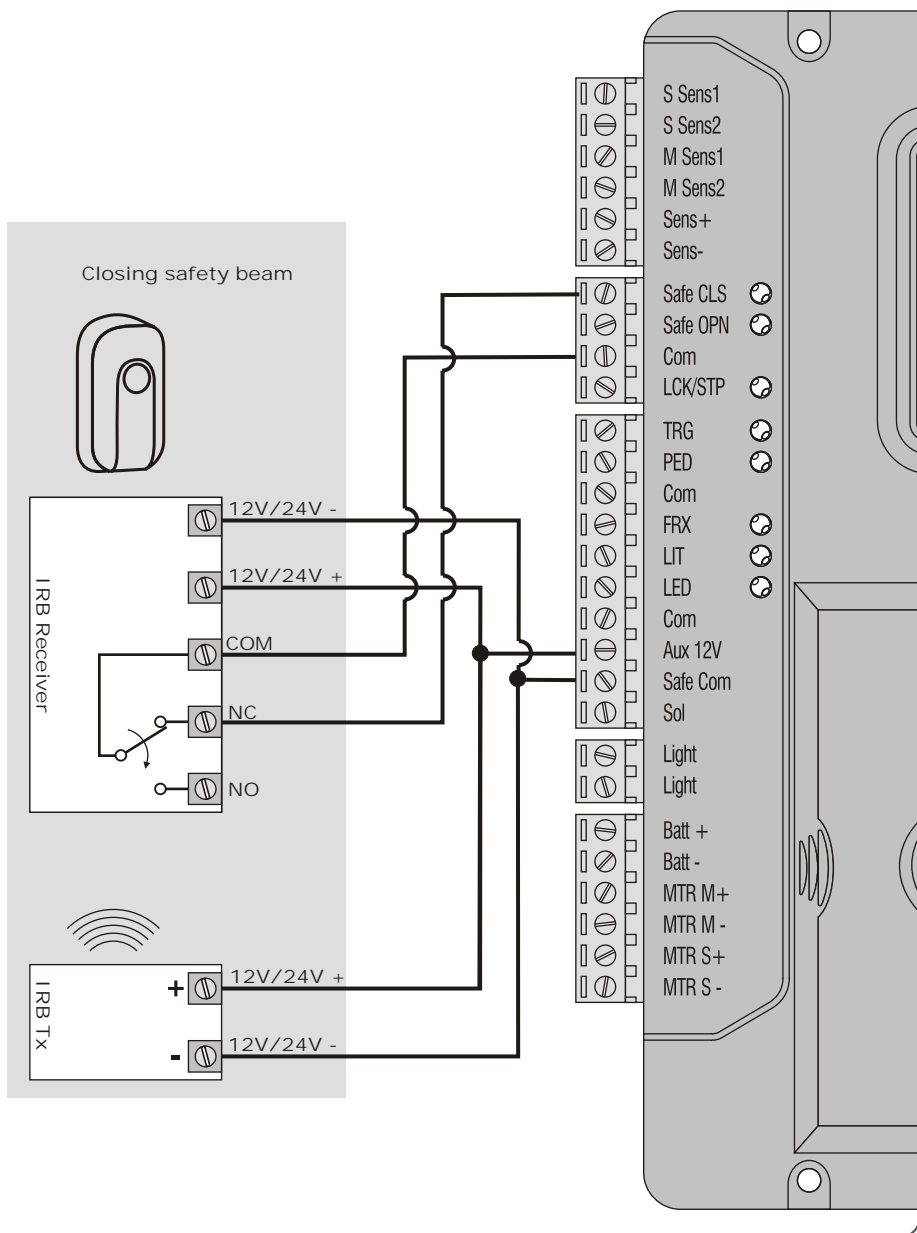 Closing safety beam
IRB Receiver
12V/24V -
12V/24V +
COM
NC
NO
IRB Tx
+
12V/24V +
-
12V/24V -
S Sens1
S Sens2
M Sens1
M Sens2
Sens+
Sens-
Safe CLS
Safe OPN
Com
LCK/STP
TRG
PED
Com
FRX
LIT
LED
Com
Aux 12V
Safe Com
Sol
Light
Light
Batt +
Batt -
MTR M+
MTR M -
MTR S+
MTR S -